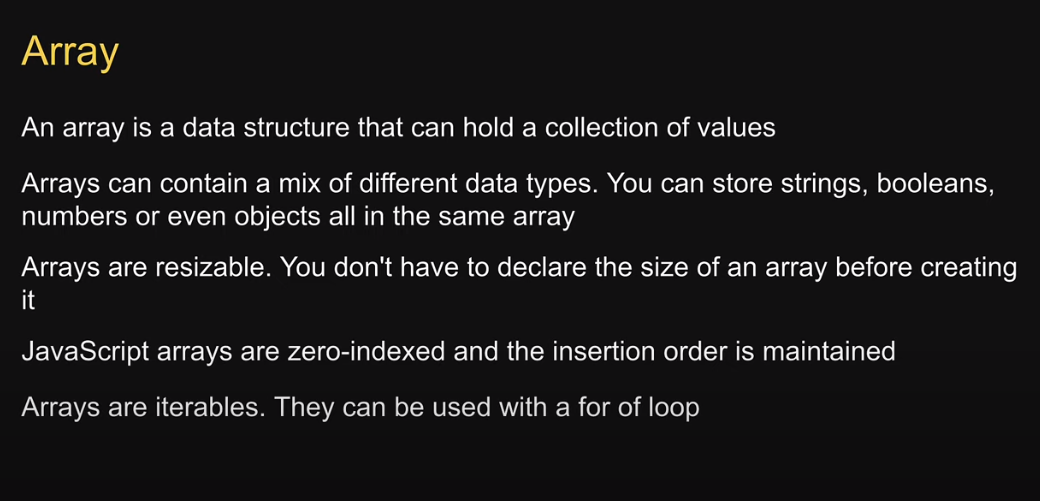 Array
An array is a data structure that can hold a collection of values
Arrays can contain a mix of different data types. You can store strings, booleans,
numbers or even objects all in the same array
Arrays are resizable. You don't have to declare the size of an array before creating
it
JavaScript arrays are zero-indexed and the insertion order is maintained
Arrays are iterables. They can be used with a for of loop